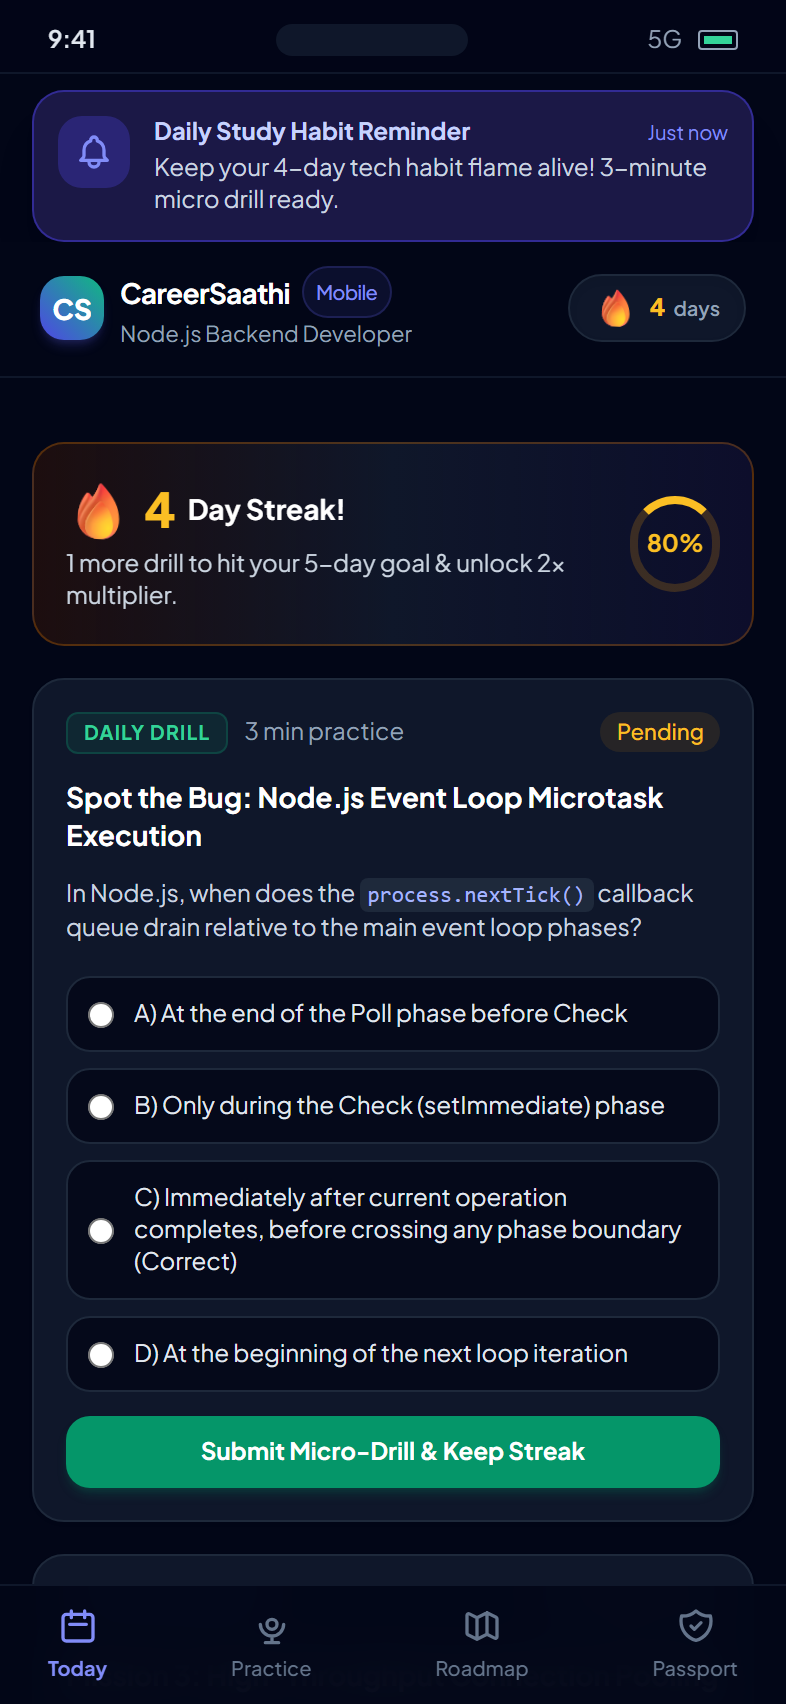 9:41
5G
Daily Study Habit Reminder
Just now
Keep your 4-day tech habit flame alive! 3-minute
micro drill ready.
CS
CareerSaathi
Mobile
Node.js Backend Developer
4 days
4 Day Streak!
1 more drill to hit your 5-day goal & unlock 2x
multiplier.
80%
DAILY DRILL
3 min practice
Pending
Spot the Bug: Node.js Event Loop Microtask
Execution
In Node.js, when does the process.nextTick() callback
queue drain relative to the main event loop phases?
A) At the end of the Poll phase before Check
B) Only during the Check (setImmediate) phase
C) Immediately after current operation
completes, before crossing any phase boundary
(Correct)
D) At the beginning of the next loop iteration
Submit Micro-Drill & Keep Streak
Today
Practice
Roadmap
Passport